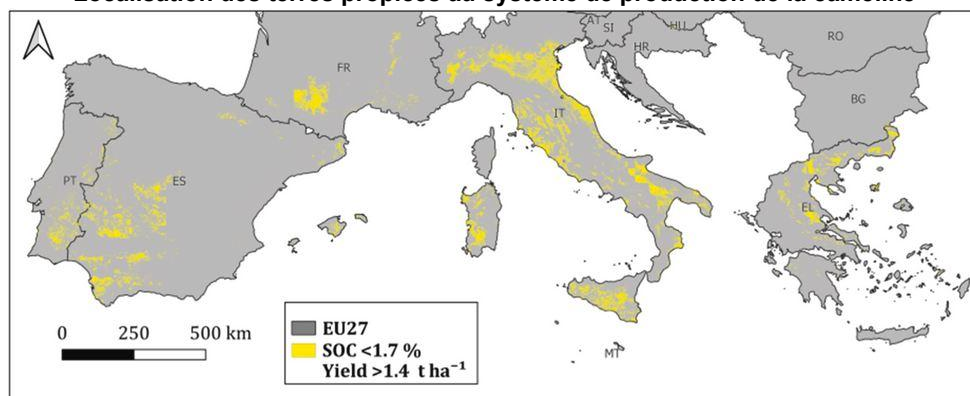 Localisation des terres propices au système de production de la caméline
AT
SI
HU
HR
RO
FR
BG
IT
PT
ES
EL
MT
0 250 500 km
EU27
SOC <1.7 %
Yield >1.4 t ha⁻¹